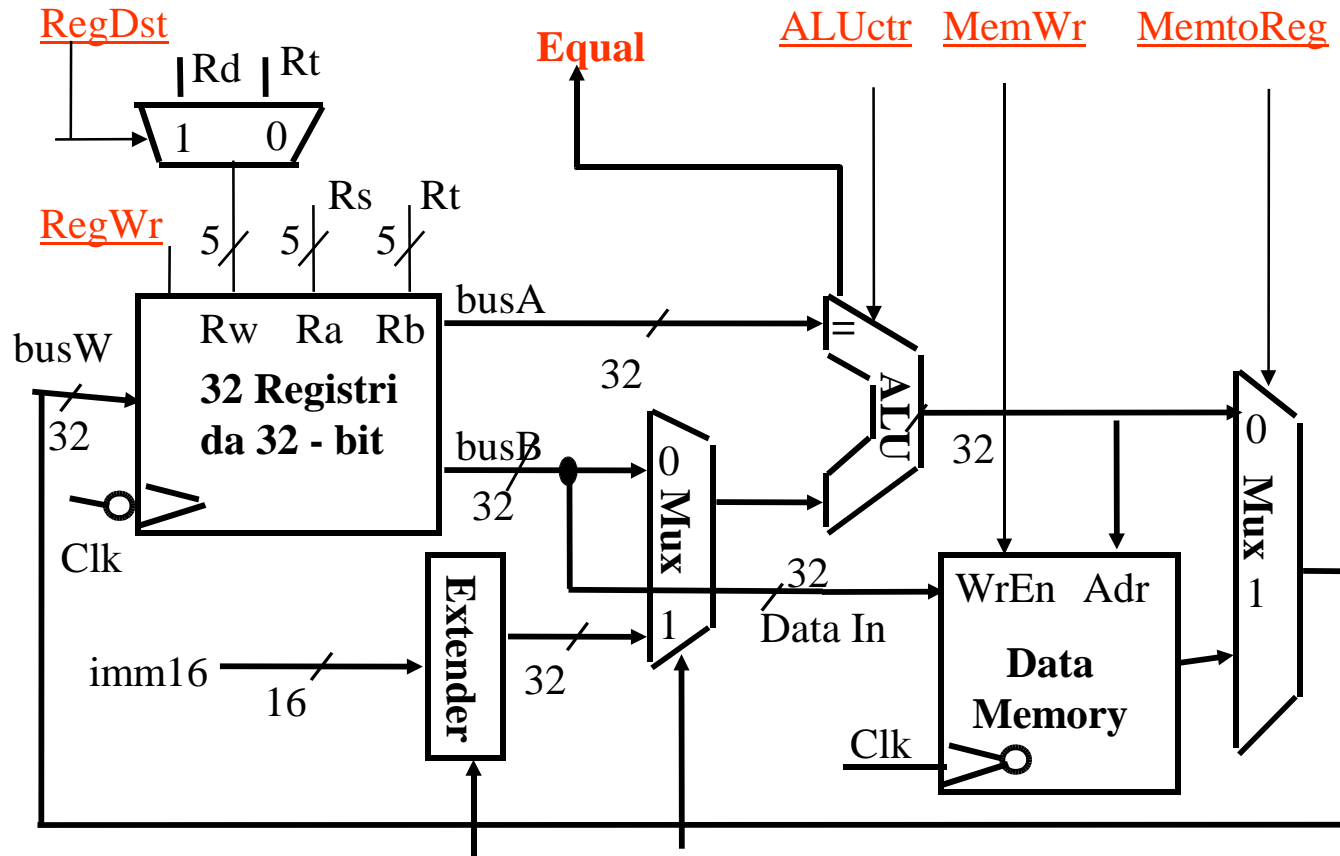 RegDst
ALUctr
MemWr
MemtoReg
Equal
Rd
Rt
1
0
Rs
Rt
RegWr
5
5
5
busA
Rw
Ra
Rb
=
busW
32
32 Registri
da 32 - bit
ALU
32
busB
0
32
0
32
Mux
Mux
Clk
32
WrEn
Adr
1
Extender
1
Data In
imm16
32
Data
Memory
16
Clk